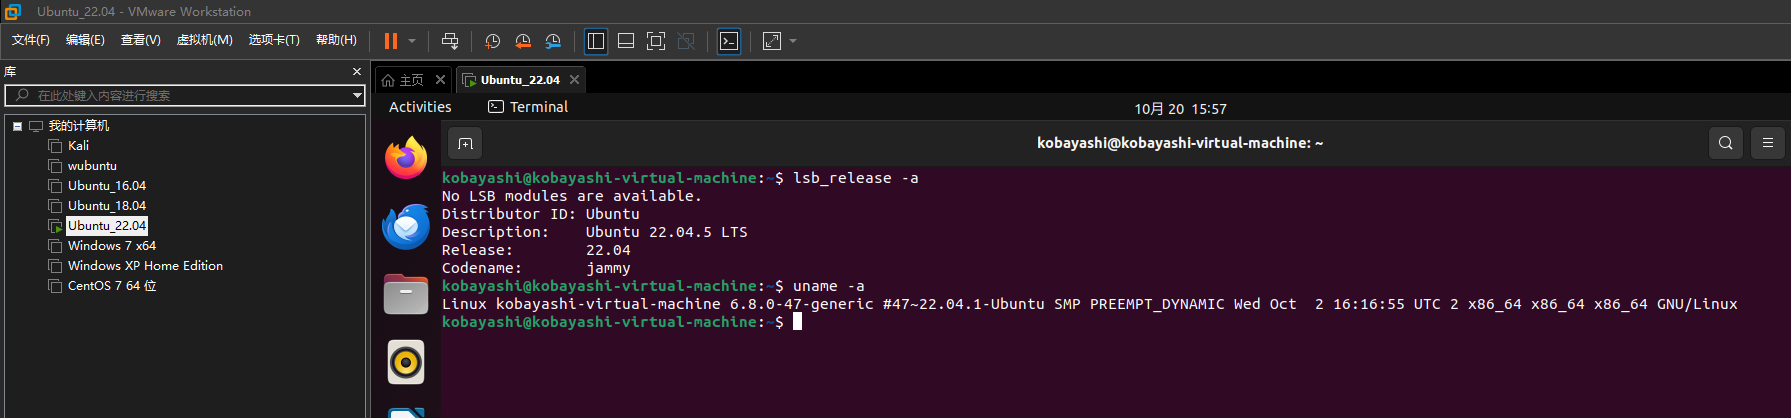 Ubuntu_22.04 - VMware Workstation
文件(F) 编辑(E) 查看(V) 虚拟机(M) 选项卡(T) 帮助(H)
库
在此处键入内容进行搜索
我的计算机
Kali
wubuntu
Ubuntu_16.04
Ubuntu_18.04
Ubuntu_22.04
Windows 7 x64
Windows XP Home Edition
CentOS 7 64 位
主页 Ubuntu_22.04
Activities Terminal 10月 20 15:57
kobayashi@kobayashi-virtual-machine: ~
kobayashi@kobayashi-virtual-machine:~$ lsb_release -a
No LSB modules are available.
Distributor ID: Ubuntu
Description: Ubuntu 22.04.5 LTS
Release: 22.04
Codename: jammy
kobayashi@kobayashi-virtual-machine:~$ uname -a
Linux kobayashi-virtual-machine 6.8.0-47-generic #47~22.04.1-Ubuntu SMP PREEMPT_DYNAMIC Wed Oct  2 16:16:55 UTC 2 x86_64 x86_64 x86_64 GNU/Linux
kobayashi@kobayashi-virtual-machine:~$